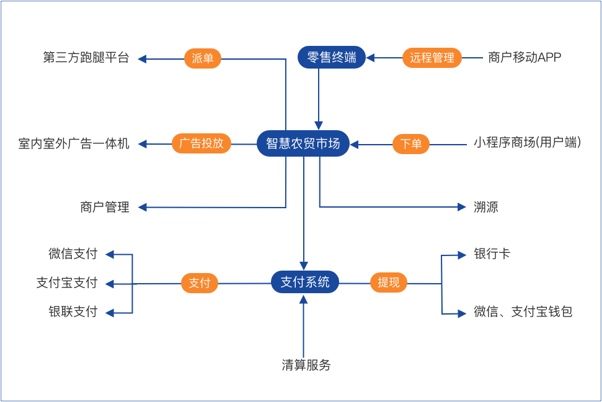 第三方跑腿平台
派单
零售终端
远程管理
商户移动APP
室内室外广告一体机
广告投放
智慧农贸市场
下单
小程序商场(用户端)
商户管理
溯源
微信支付
支付宝支付
银联支付
支付
支付系统
提现
银行卡
微信、支付宝钱包
清算服务